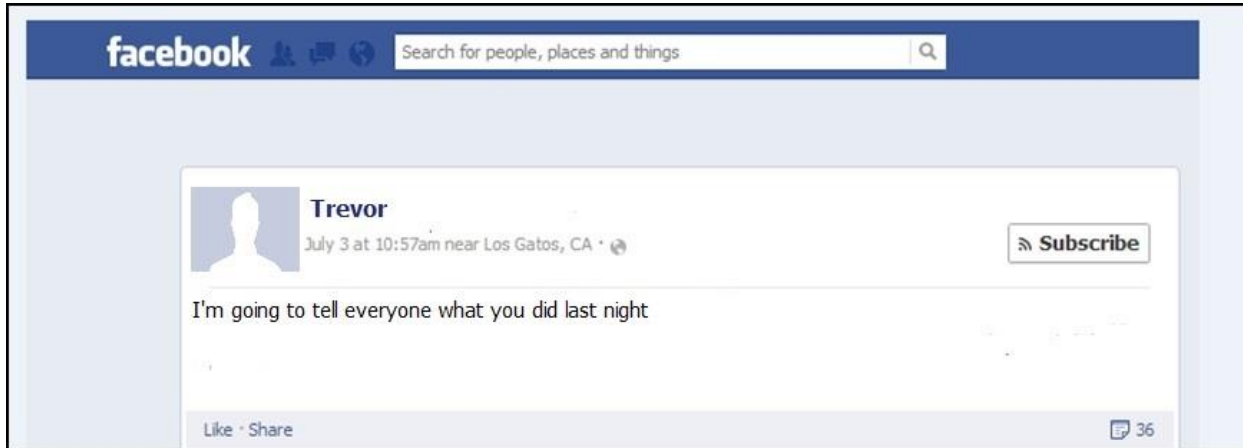 facebook Search for people, places and things
Trevor
July 3 at 10:57am near Los Gatos, CA ·
Subscribe
I'm going to tell everyone what you did last night
Like · Share 36